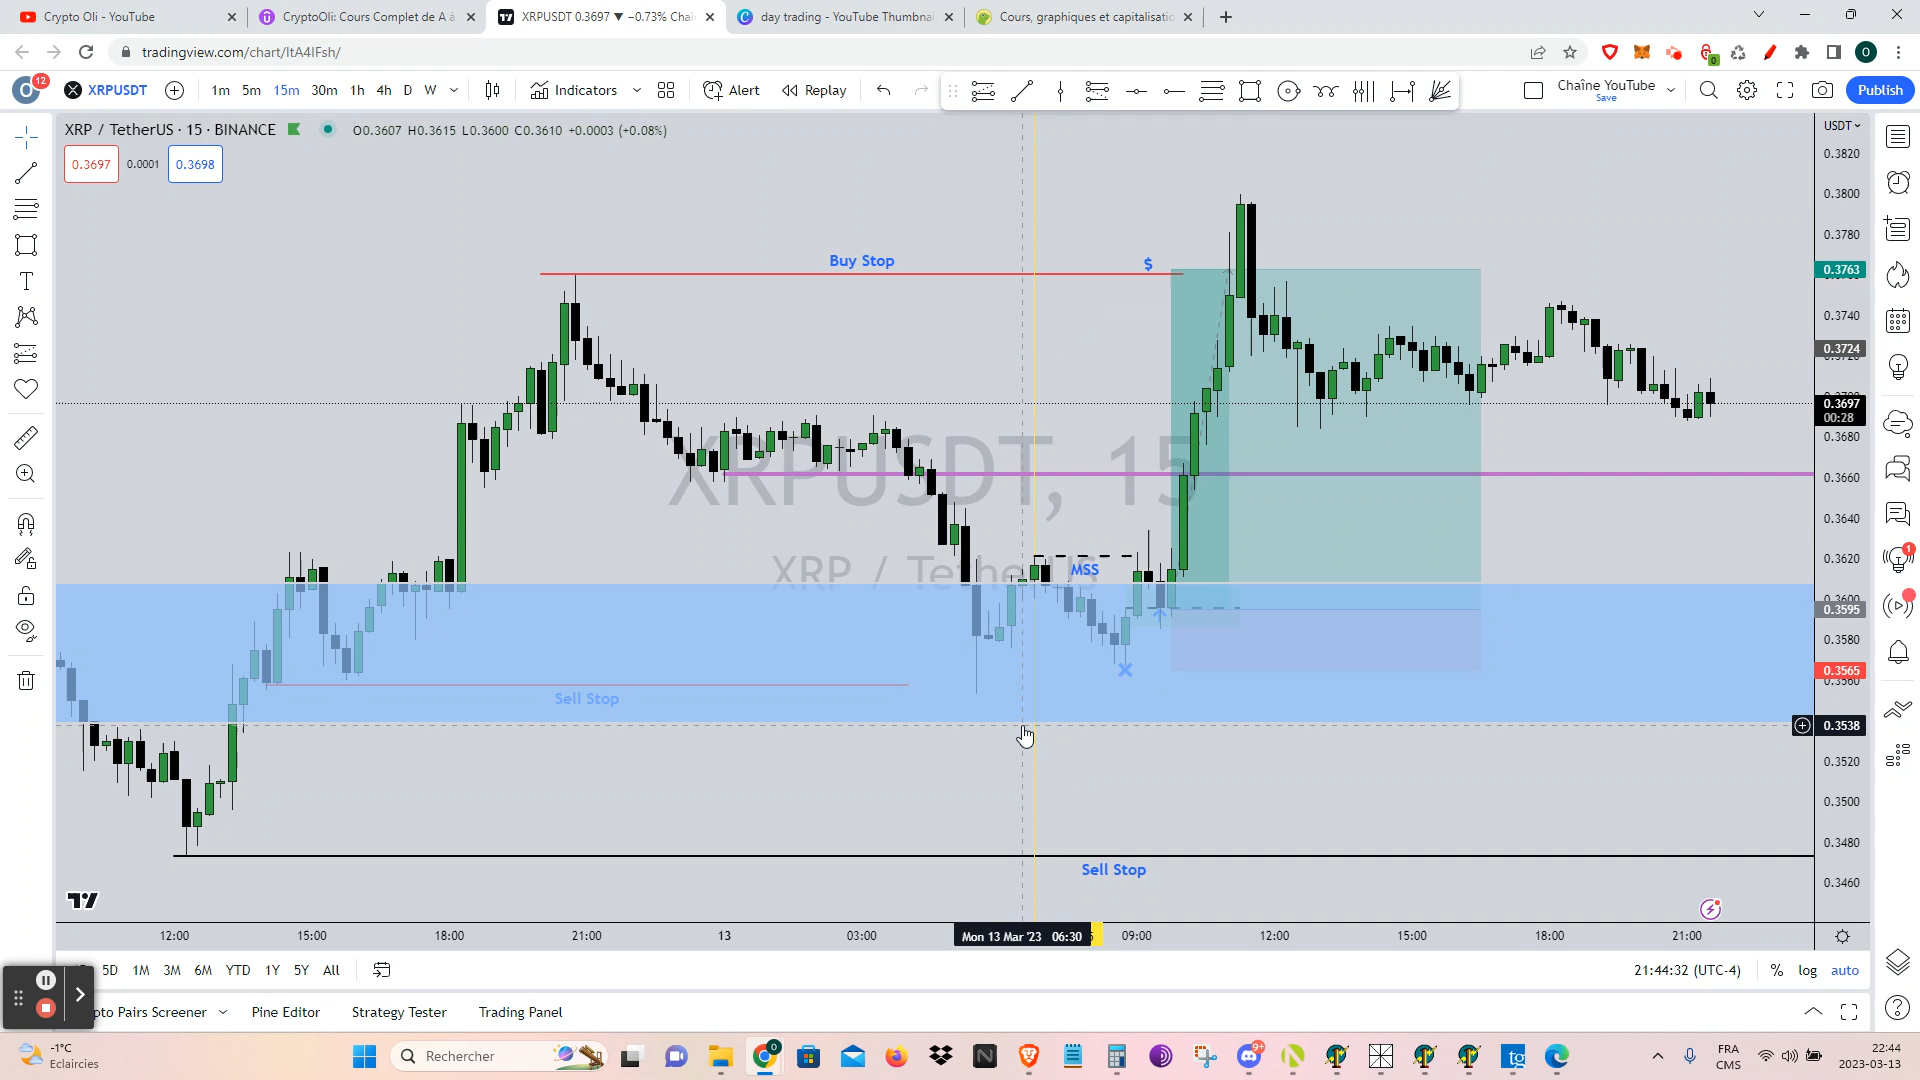 Crypto Oli - YouTube
CryptoOli: Cours Complet de A à
XRPUSDT 0.3697 ▼ −0.73% Chaî
day trading - YouTube Thumbnai
Cours, graphiques et capitalisatio
tradingview.com/chart/ItA4IFsh/
O
O
12
XRPUSDT
1m 5m 15m 30m 1h 4h D W
Indicators
Alert
Replay
Chaîne YouTube
Save
Publish
XRP / TetherUS · 15 · BINANCE
O0.3607 H0.3615 L0.3600 C0.3610 +0.0003 (+0.08%)
0.3697 0.0001 0.3698
USDT
0.3820
0.3800
0.3780
0.3763
0.3740
0.3724
0.3697
00:28
0.3680
0.3660
0.3640
0.3620
0.3595
0.3580
0.3565
0.3538
0.3520
0.3500
0.3480
0.3460
Buy Stop
$
XRPUSDT, 15
XRP / TetherUS
MSS
Sell Stop
Sell Stop
12:00 15:00 18:00 21:00 13 03:00 Mon 13 Mar '23 06:30 09:00 12:00 15:00 18:00 21:00
5D 1M 3M 6M YTD 1Y 5Y All
21:44:32 (UTC-4) % log auto
pto Pairs Screener Pine Editor Strategy Tester Trading Panel
-1°C
Eclaircies
Rechercher
FRA
CMS
22:44
2023-03-13